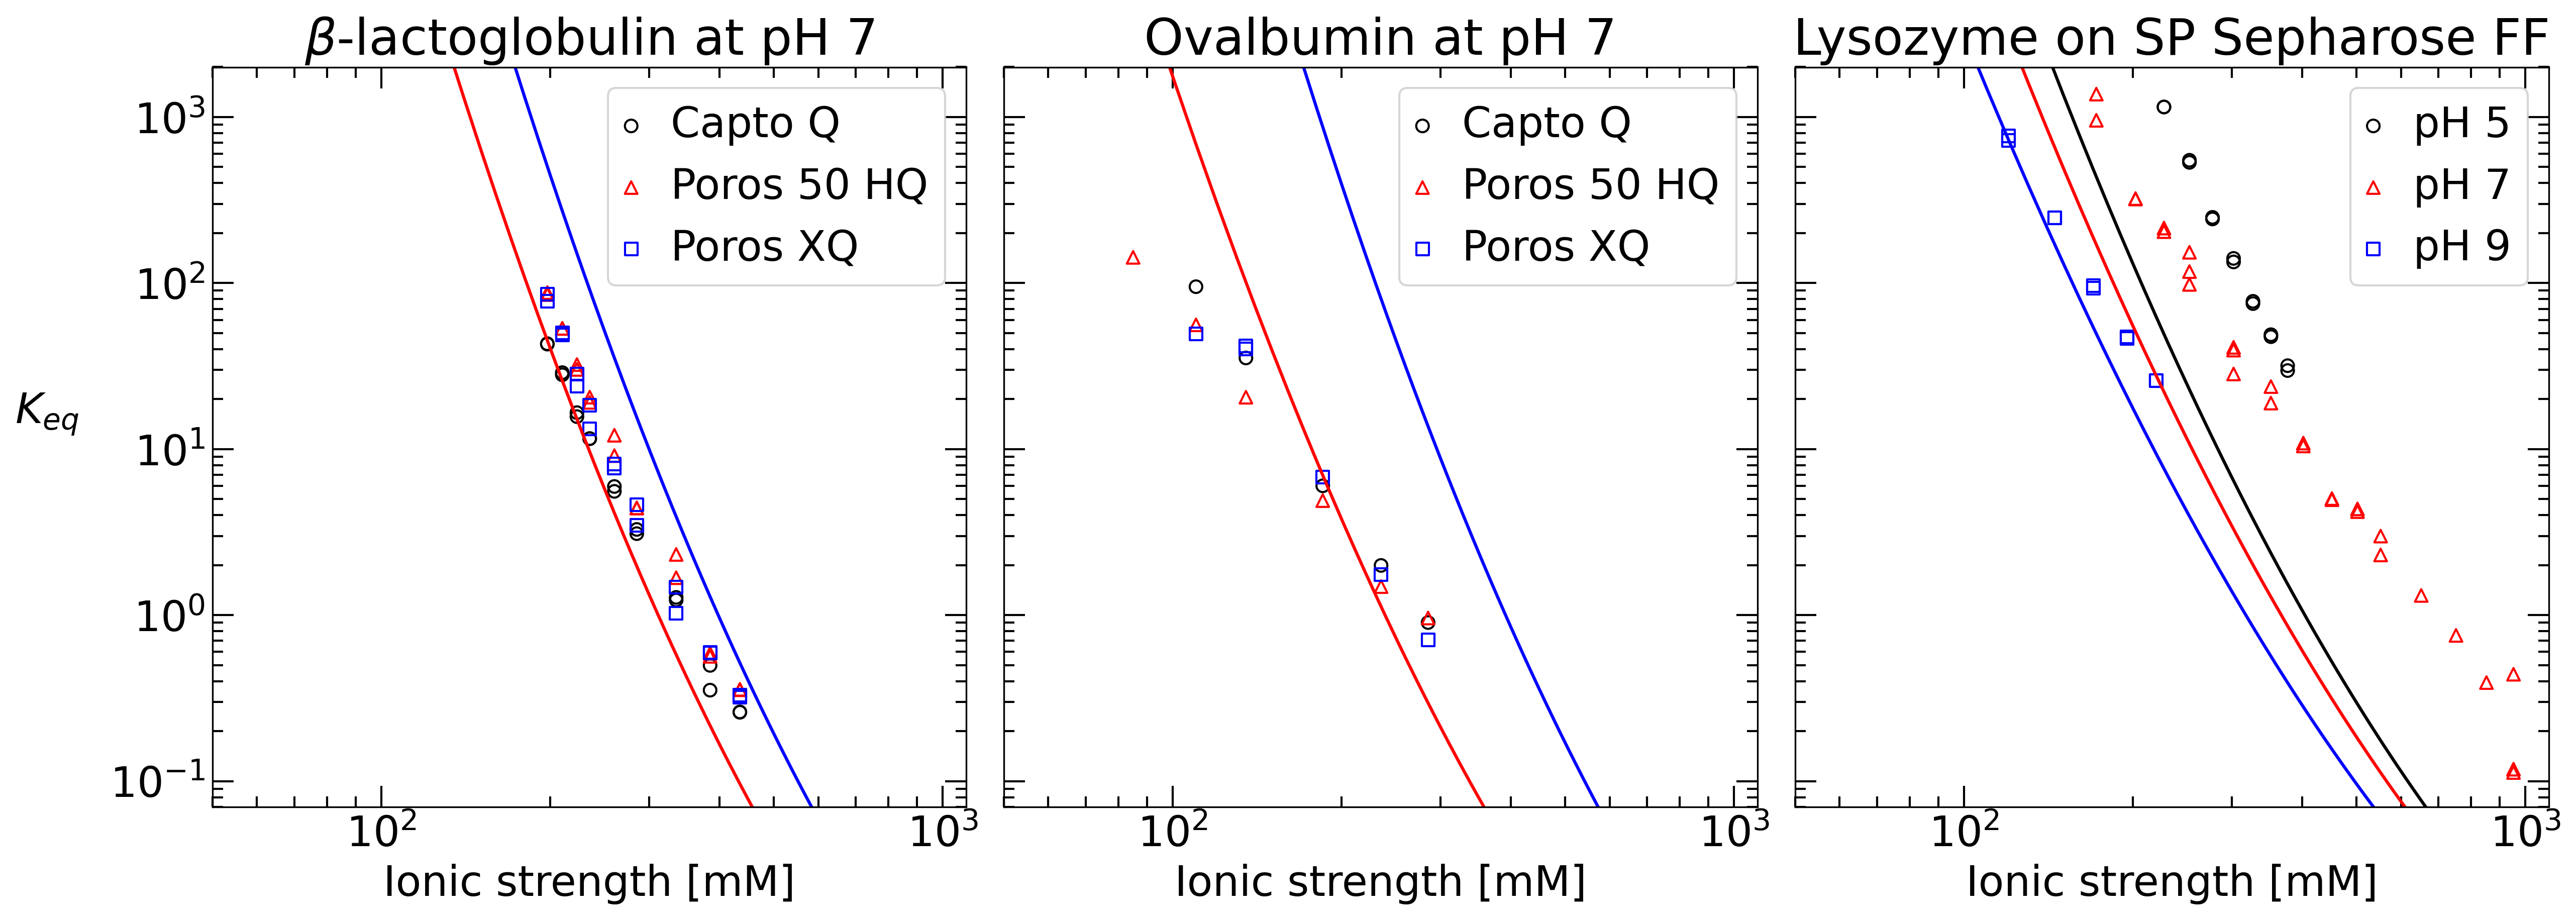 β-lactoglobulin at pH 7
Ovalbumin at pH 7
Lysozyme on SP Sepharose FF
Capto Q
Poros 50 HQ
Poros XQ
Capto Q
Poros 50 HQ
Poros XQ
pH 5
pH 7
pH 9
10³
10²
10¹
10⁰
10⁻¹
K_eq
10² 10³
10² 10³
10² 10³
Ionic strength [mM]
Ionic strength [mM]
Ionic strength [mM]